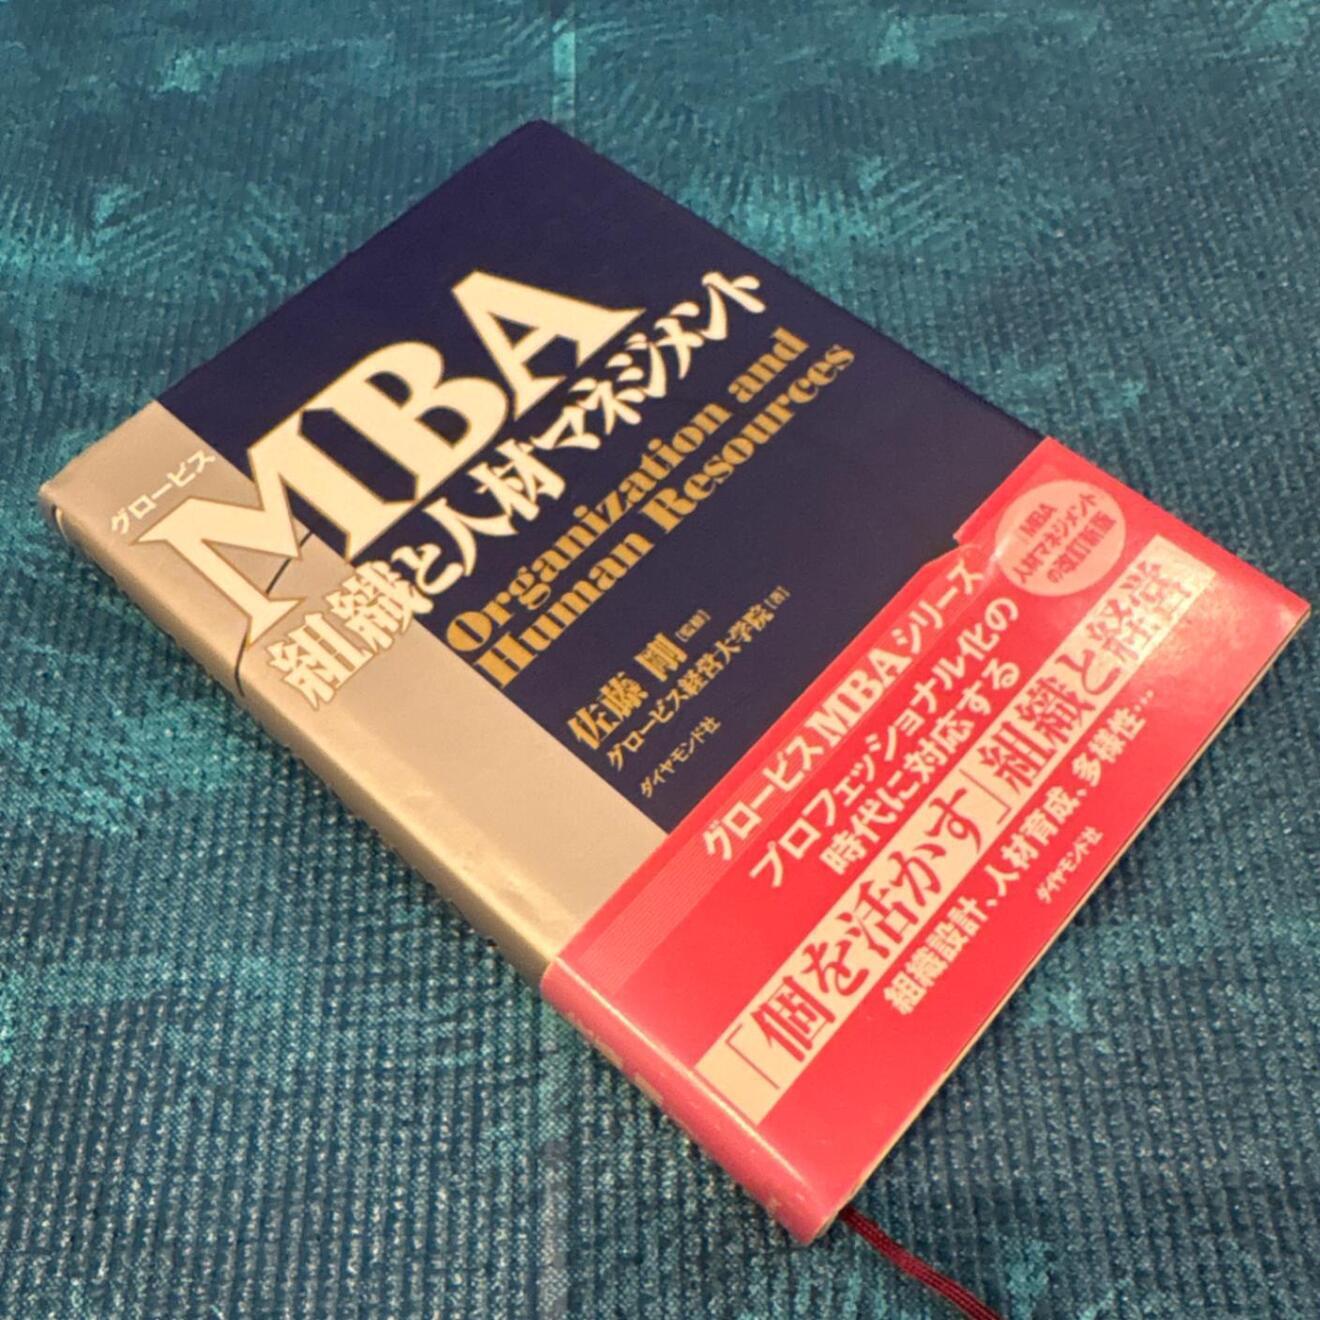 グロービス
MBA
組織と人材マネジメント
Organization and
Human Resources
佐藤 剛[監修]
グロービス経営大学院[著]
ダイヤモンド社
MBA
人材マネジメント
の改訂新版
グロービスMBAシリーズ
プロフェッショナル化の
時代に対応する
「個を活かす」組織と経営
組織設計、人材育成、多様性…
ダイヤモンド社